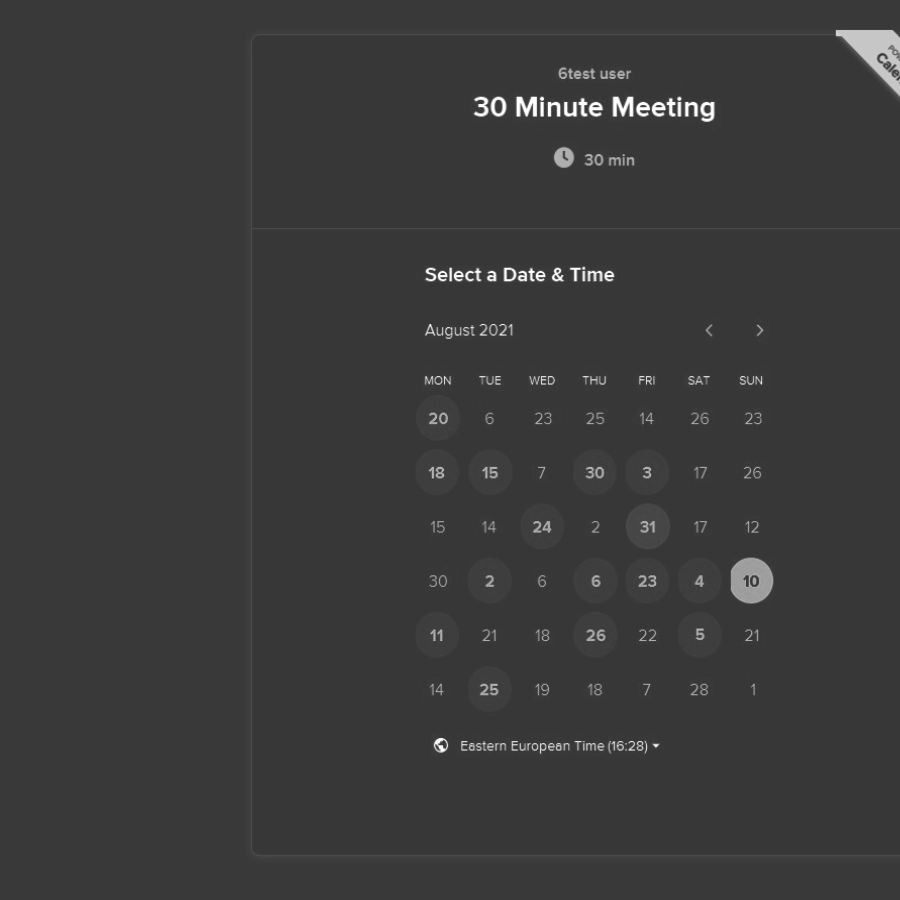 6test user
30 Minute Meeting
30 min
Select a Date & Time
August 2021
MON TUE WED THU FRI SAT SUN
20 6 23 25 14 26 23
18 15 7 30 3 17 26
15 14 24 2 31 17 12
30 2 6 6 23 4 10
11 21 18 26 22 5 21
14 25 19 18 7 28 1
Eastern European Time (16:28)